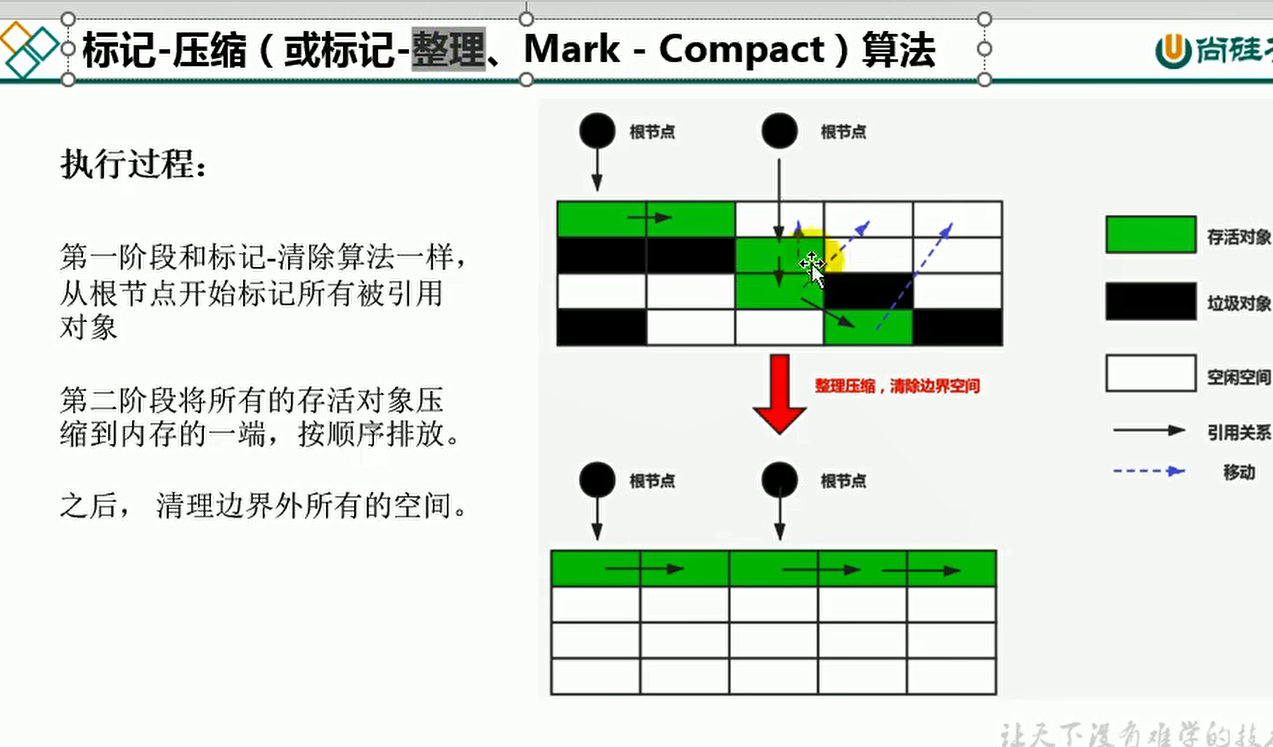 标记-压缩（或标记-整理、Mark - Compact）算法
尚硅
执行过程：
第一阶段和标记-清除算法一样，
从根节点开始标记所有被引用
对象
第二阶段将所有的存活对象压
缩到内存的一端，按顺序排放。
之后， 清理边界外所有的空间。
根节点
根节点
整理压缩，清除边界空间
根节点
根节点
存活对象
垃圾对象
空闲空间
引用关系
移动
让天下没有难学的技